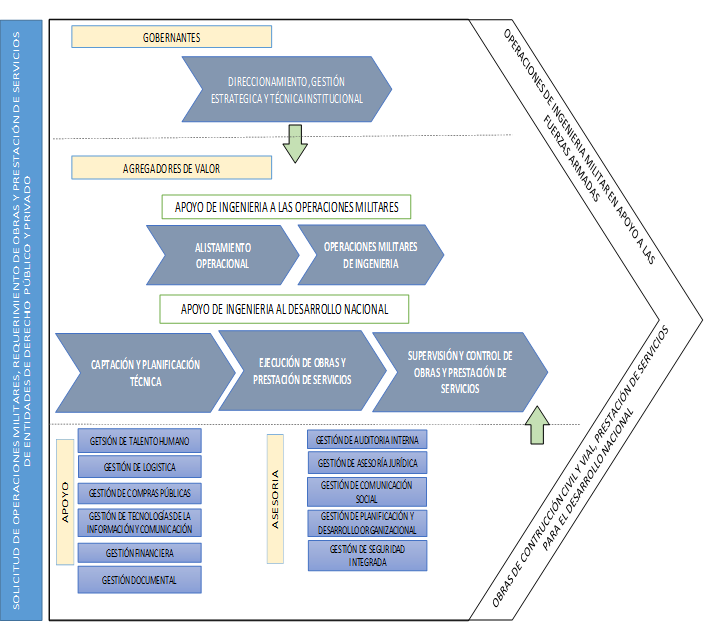 SOLICITUD DE OPERACIONES MILITARES, REQUERIMIENTO DE OBRAS Y PRESTACIÓN DE SERVICIOS
DE ENTIDADES DE DERECHO PÚBLICO Y PRIVADO
GOBERNANTES
DIRECCIONAMIENTO, GESTIÓN
ESTRATEGICA Y TÉCNICA INSTITUCIONAL
AGREGADORES DE VALOR
APOYO DE INGENIERIA A LAS OPERACIONES MILITARES
ALISTAMIENTO
OPERACIONAL
OPERACIONES MILITARES
DE INGENIERIA
APOYO DE INGENIERIA AL DESARROLLO NACIONAL
CAPTACIÓN Y PLANIFICACIÓN
TÉCNICA
EJECUCIÓN DE OBRAS Y
PRESTACIÓN DE SERVICIOS
SUPERVISIÓN Y CONTROL DE
OBRAS Y PRESTACIÓN DE
SERVICIOS
APOYO
GETSIÓN DE TALENTO HUMANO
GESTIÓN DE LOGISTICA
GESTIÓN DE COMPRAS PÚBLICAS
GESTIÓN DE TECNOLOGÍAS DE LA
INFORMACIÓN Y COMUNICACIÓN
GESTIÓN FINANCIERA
GESTIÓN DOCUMENTAL
ASESORIA
GESTIÓN DE AUDITORIA INTERNA
GESTIÓN DE ASESORÍA JURÍDICA
GESTIÓN DE COMUNICACIÓN
SOCIAL
GESTIÓN DE PLANIFICACIÓN Y
DESARROLLO ORGANIZACIONAL
GESTIÓN DE SEGURIDAD
INTEGRADA
OPERACIONES DE INGENIERIA MILITAR EN APOYO A LAS
FUERZAS ARMADAS
OBRAS DE CONTRUCCIÓN CIVIL Y VIAL, PRESTACIÓN DE SERVICIOS
PARA EL DESARROLLO NACIONAL